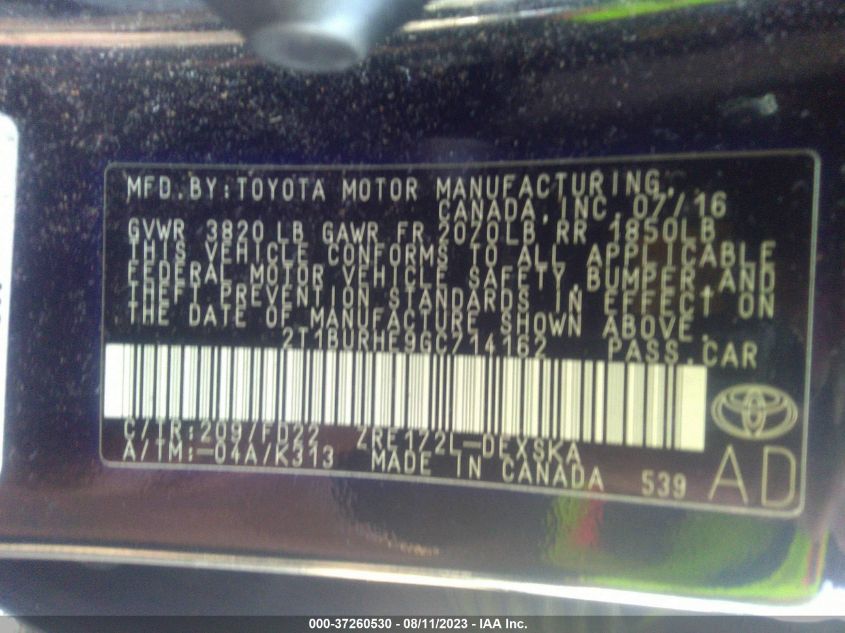 MFD.BY:TOYOTA MOTOR MANUFACTURING,
CANADA,INC. 07/16
GVWR 3820 LB GAWR FR 2070LB RR 1850LB
THIS VEHICLE CONFORMS TO ALL APPLICABLE
FEDERAL MOTOR VEHICLE SAFETY,BUMPER,AND
THEFT PREVENTION STANDARDS IN EFFECT ON
THE DATE OF MANUFACTURE SHOWN ABOVE.
2T1BURHE9GC714162 PASS.CAR
C/TR:209/FD22 ZRE172L-DEXSKA
A/TM:-04A/K313 MADE IN CANADA 539 AD
000-37260530 - 08/11/2023 - IAA Inc.